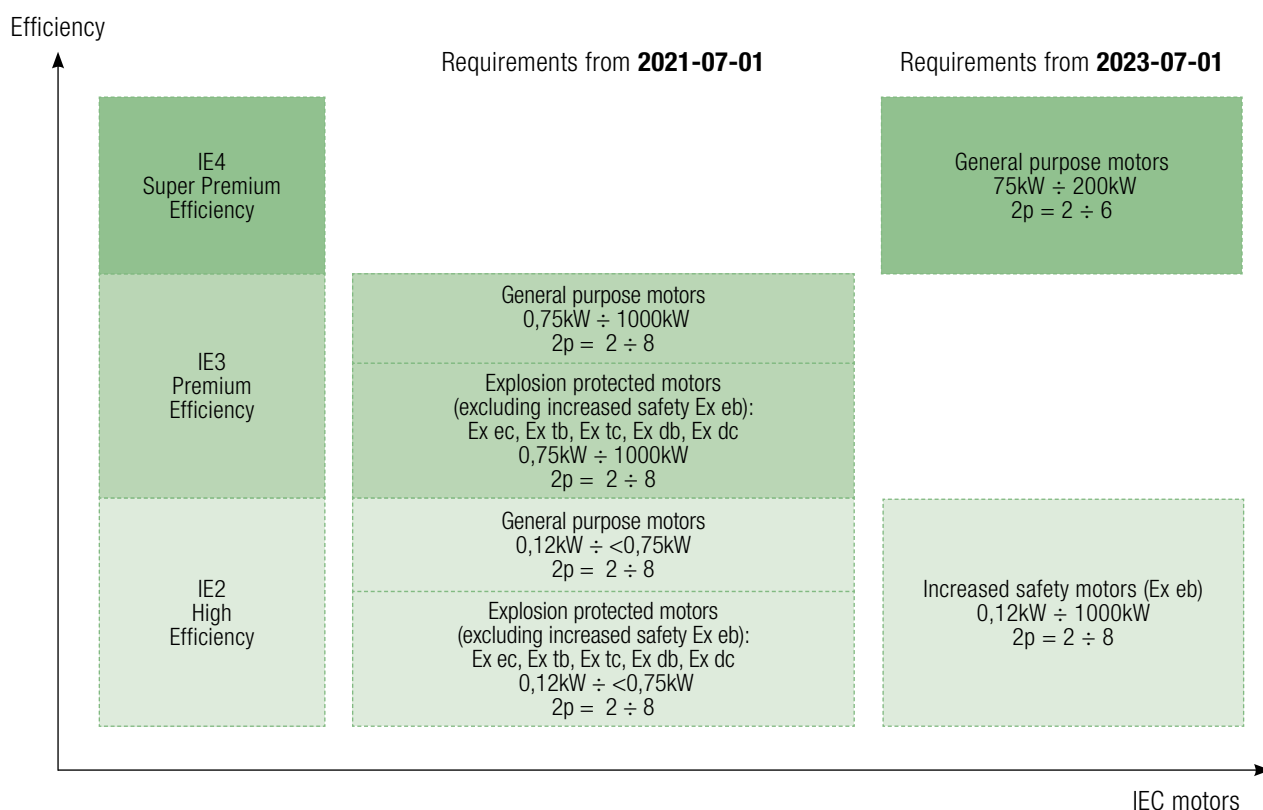 Efficiency
Requirements from 2021-07-01
Requirements from 2023-07-01
IE4
Super Premium
Efficiency
General purpose motors
75kW ÷ 200kW
2p = 2 ÷ 6
IE3
Premium
Efficiency
General purpose motors
0,75kW ÷ 1000kW
2p = 2 ÷ 8
Explosion protected motors
(excluding increased safety Ex eb):
Ex ec, Ex tb, Ex tc, Ex db, Ex dc
0,75kW ÷ 1000kW
2p = 2 ÷ 8
IE2
High
Efficiency
General purpose motors
0,12kW ÷ <0,75kW
2p = 2 ÷ 8
Explosion protected motors
(excluding increased safety Ex eb):
Ex ec, Ex tb, Ex tc, Ex db, Ex dc
0,12kW ÷ <0,75kW
2p = 2 ÷ 8
Increased safety motors (Ex eb)
0,12kW ÷ 1000kW
2p = 2 ÷ 8
IEC motors